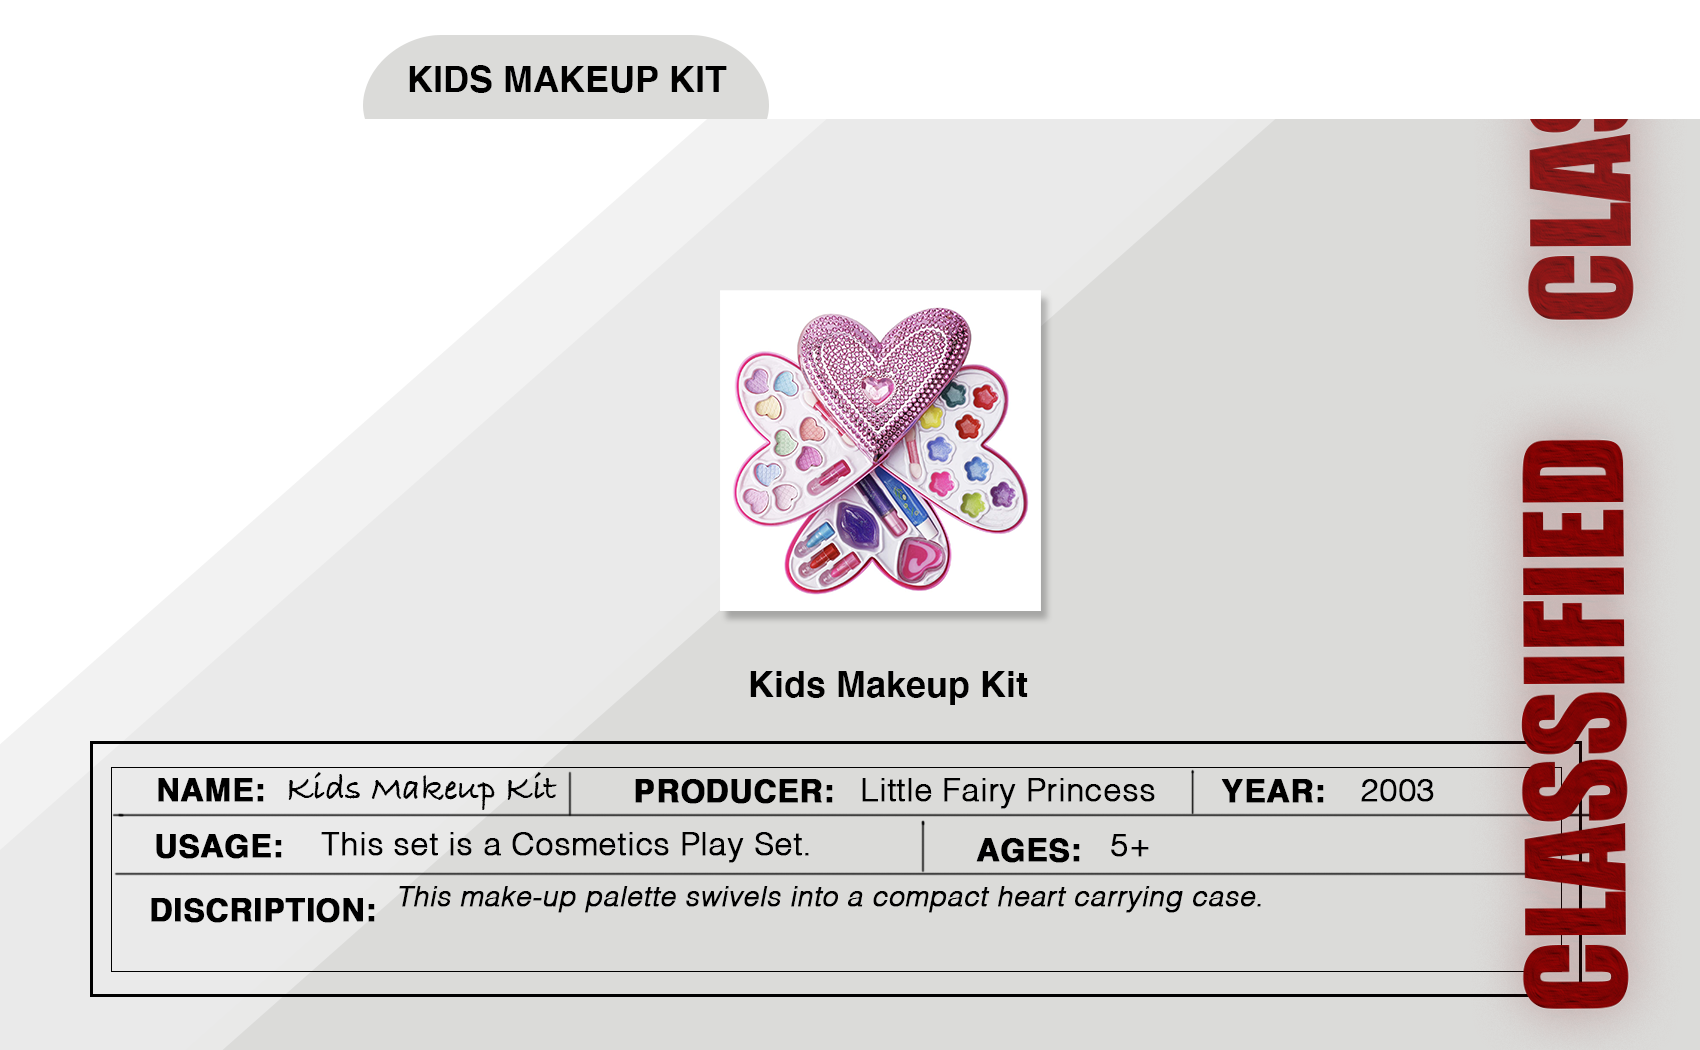 KIDS MAKEUP KIT
CLAS
CLASSIFIED
Kids Makeup Kit
NAME: Kids Makeup Kit PRODUCER: Little Fairy Princess YEAR: 2003
USAGE: This set is a Cosmetics Play Set. AGES: 5+
DISCRIPTION: This make-up palette swivels into a compact heart carrying case.